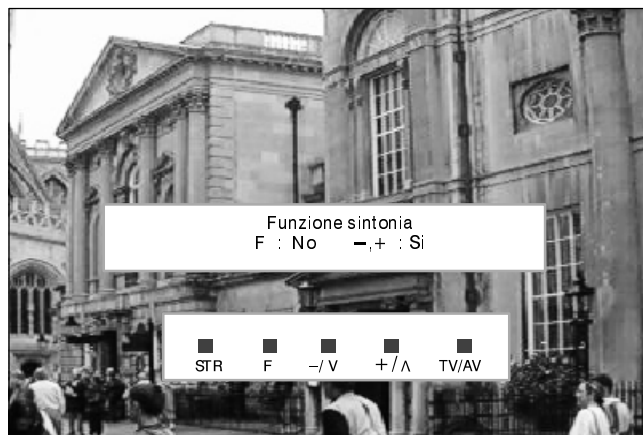 Funzione sintonia
F : No –,+ : Si
STR F –/V +/Λ TV/AV